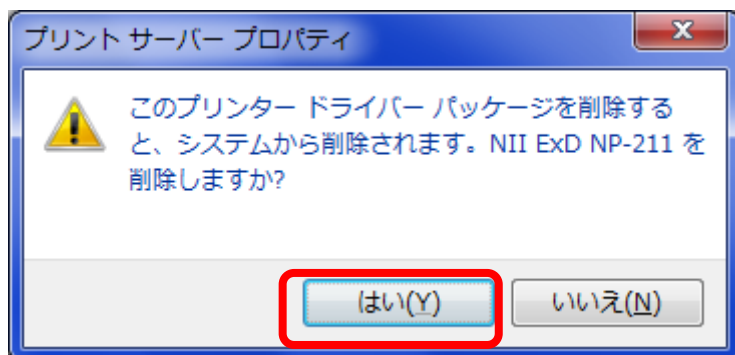 プリント サーバー プロパティ
このプリンター ドライバー パッケージを削除する
と、システムから削除されます。NII ExD NP-211 を
削除しますか?
はい(Y)
いいえ(N)